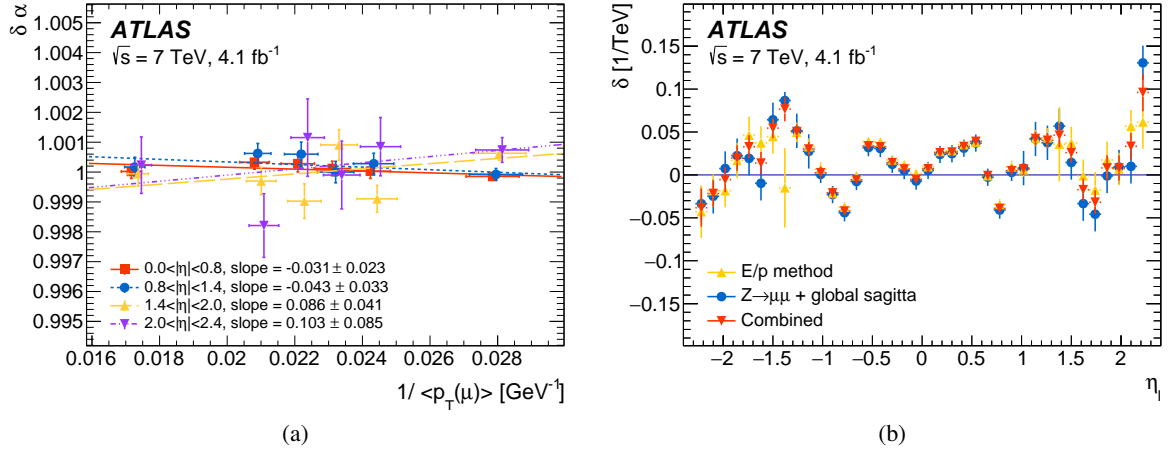 δ α
1.005
1.004
1.003
1.002
1.001
1
0.999
0.998
0.997
0.996
0.995
ATLAS
√s = 7 TeV, 4.1 fb⁻¹
0.0<|η|<0.8, slope = -0.031 ± 0.023
0.8<|η|<1.4, slope = -0.043 ± 0.033
1.4<|η|<2.0, slope = 0.086 ± 0.041
2.0<|η|<2.4, slope = 0.103 ± 0.085
0.016 0.018 0.02 0.022 0.024 0.026 0.028
1/ <p_T(μ)> [GeV⁻¹]
(a)
δ [1/TeV]
0.15
0.1
0.05
0
−0.05
−0.1
−0.15
ATLAS
√s = 7 TeV, 4.1 fb⁻¹
E/p method
Z→μμ + global sagitta
Combined
−2 −1.5 −1 −0.5 0 0.5 1 1.5 2
η_l
(b)